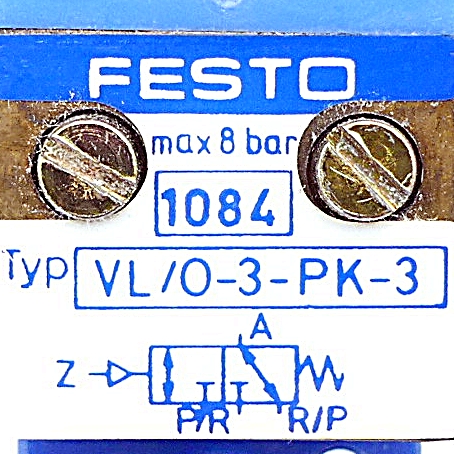 FESTO
max 8 bar
1084
Typ VL/O-3-PK-3
A
Z
P/R R/P